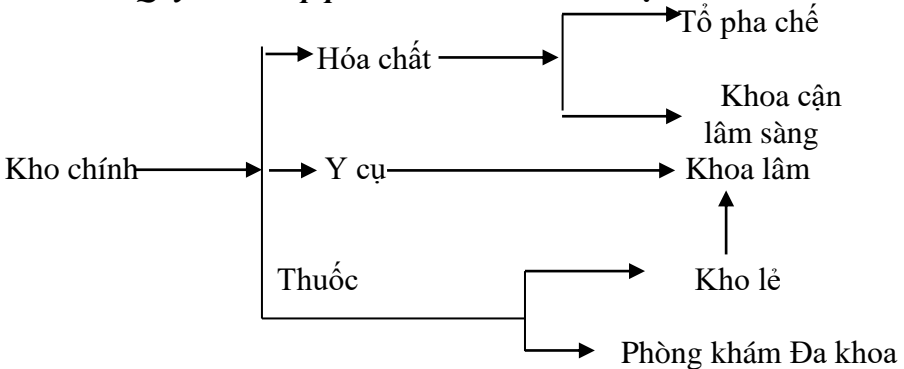 Tổ pha chế
Hóa chất
Khoa cận
lâm sàng
Kho chính
Y cụ
Khoa lâm
Thuốc
Kho lẻ
Phòng khám Đa khoa